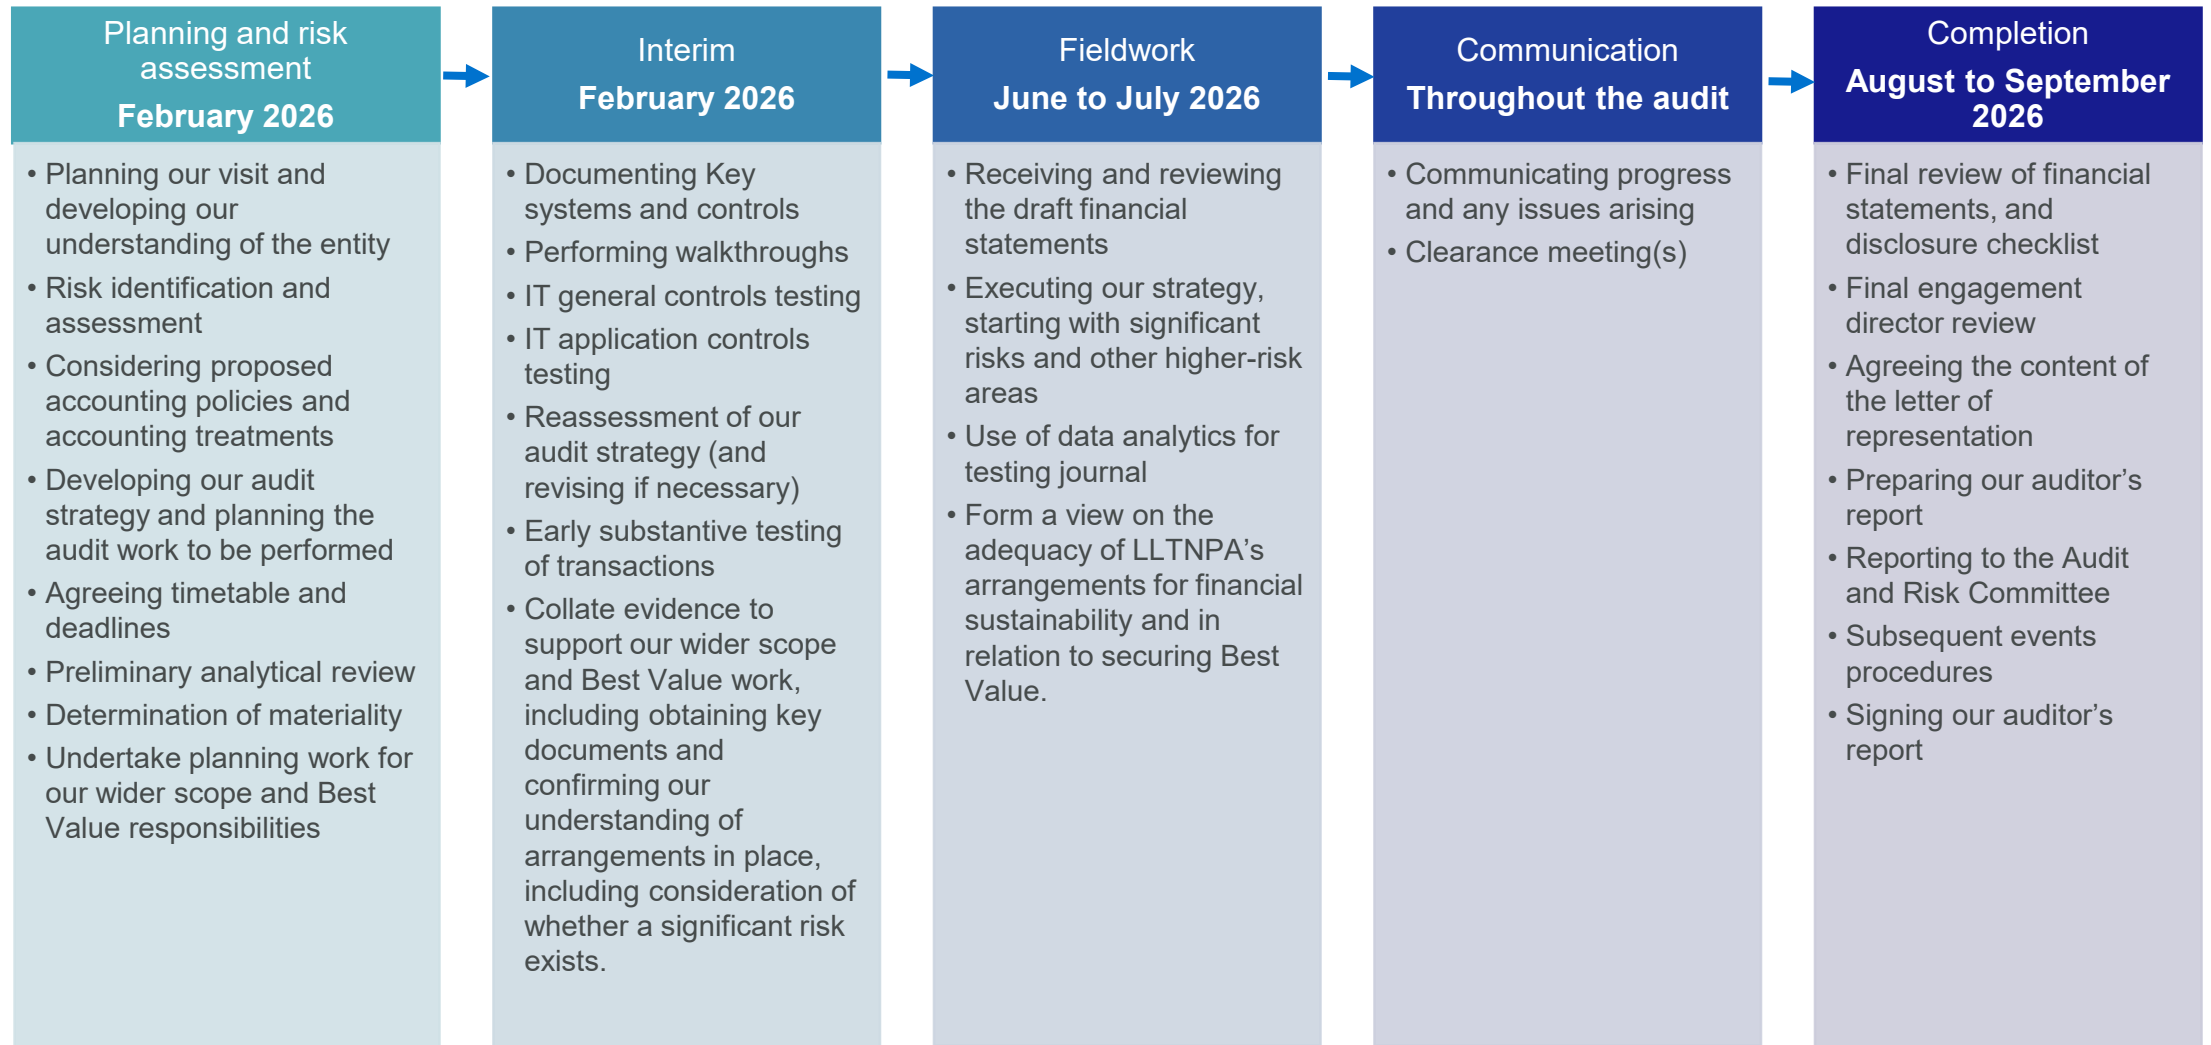 Planning and risk
assessment
February 2026
• Planning our visit and
developing our
understanding of the entity
• Risk identification and
assessment
• Considering proposed
accounting policies and
accounting treatments
• Developing our audit
strategy and planning the
audit work to be performed
• Agreeing timetable and
deadlines
• Preliminary analytical review
• Determination of materiality
• Undertake planning work for
our wider scope and Best
Value responsibilities
Interim
February 2026
• Documenting Key
systems and controls
• Performing walkthroughs
• IT general controls testing
• IT application controls
testing
• Reassessment of our
audit strategy (and
revising if necessary)
• Early substantive testing
of transactions
• Collate evidence to
support our wider scope
and Best Value work,
including obtaining key
documents and
confirming our
understanding of
arrangements in place,
including consideration of
whether a significant risk
exists.
Fieldwork
June to July 2026
• Receiving and reviewing
the draft financial
statements
• Executing our strategy,
starting with significant
risks and other higher-risk
areas
• Use of data analytics for
testing journal
• Form a view on the
adequacy of LLTNPA’s
arrangements for financial
sustainability and in
relation to securing Best
Value.
Communication
Throughout the audit
• Communicating progress
and any issues arising
• Clearance meeting(s)
Completion
August to September
2026
• Final review of financial
statements, and
disclosure checklist
• Final engagement
director review
• Agreeing the content of
the letter of
representation
• Preparing our auditor’s
report
• Reporting to the Audit
and Risk Committee
• Subsequent events
procedures
• Signing our auditor’s
report